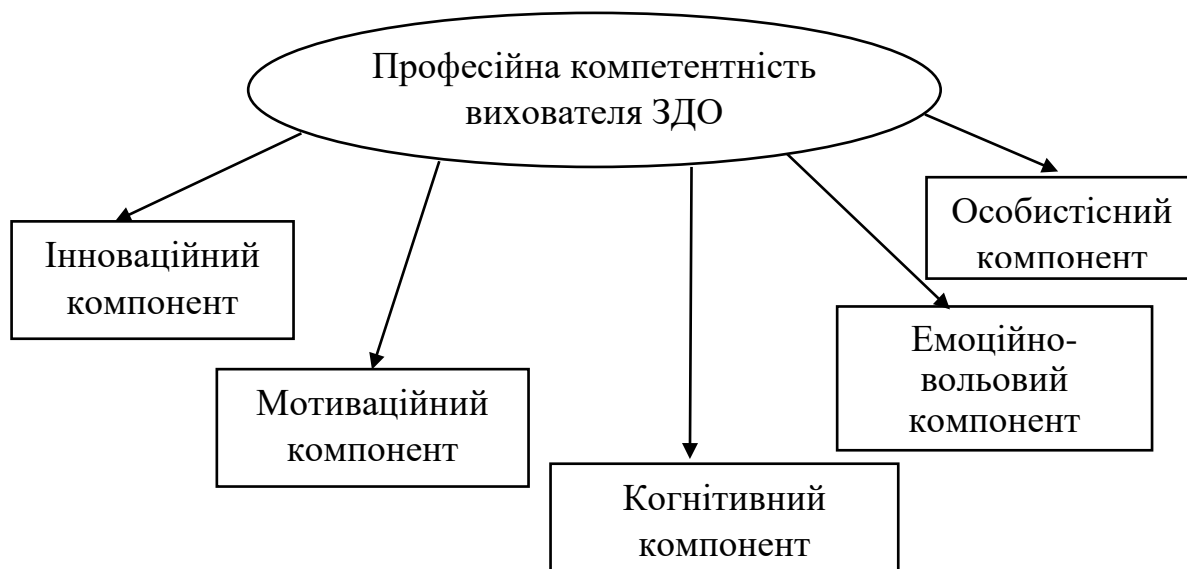 Професійна компетентність
вихователя ЗДО
Інноваційний
компонент
Мотиваційний
компонент
Когнітивний
компонент
Емоційно-
вольовий
компонент
Особистісний
компонент